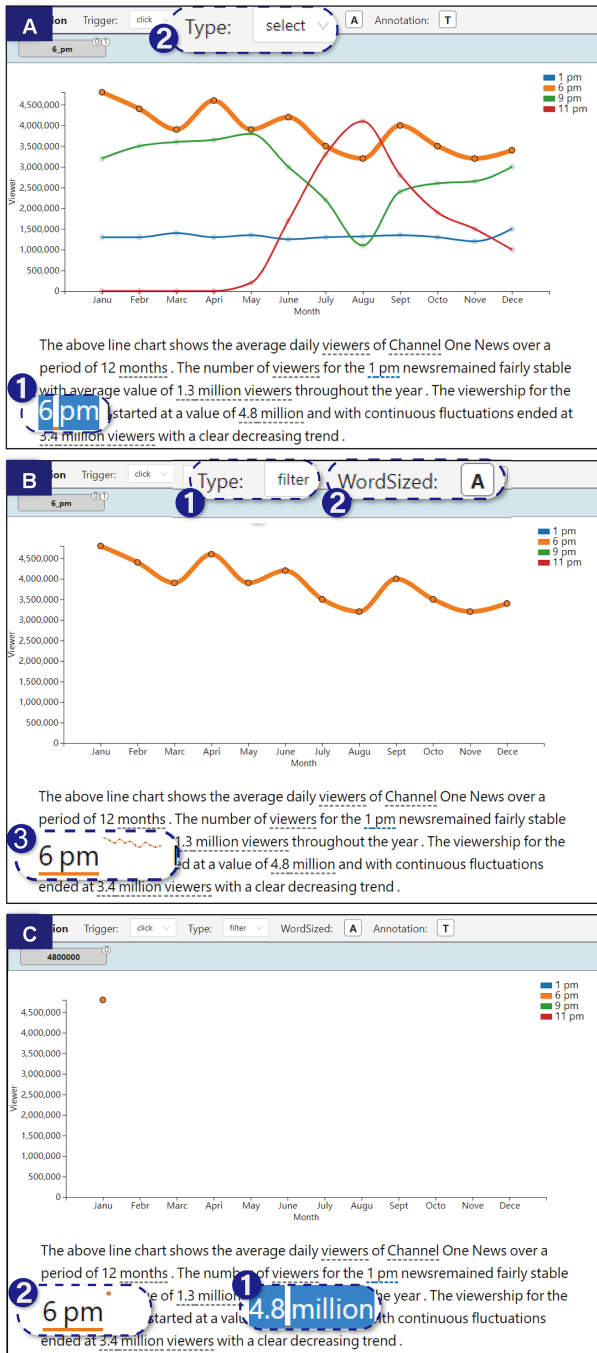 A ion Trigger: click 2 Type: select A Annotation: T
6_pm 0 1
1 pm
6 pm
9 pm
11 pm
4,500,000
4,000,000
3,500,000
3,000,000
2,500,000
2,000,000
1,500,000
1,000,000
500,000
0
Viewer
Janu Febr Marc Apri May June July Augu Sept Octo Nove Dece
Month
The above line chart shows the average daily viewers of Channel One News over a
period of 12 months . The number of viewers for the 1 pm newsremained fairly stable
1 with average value of 1.3 million viewers throughout the year . The viewership for the
6 pm started at a value of 4.8 million and with continuous fluctuations ended at
3.4 million viewers with a clear decreasing trend .
B ion Trigger: click 1 Type: filter 2 WordSized: A
6_pm 0 1
1 pm
6 pm
9 pm
11 pm
4,500,000
4,000,000
3,500,000
3,000,000
2,500,000
2,000,000
1,500,000
1,000,000
500,000
0
Viewer
Janu Febr Marc Apri May June July Augu Sept Octo Nove Dece
Month
The above line chart shows the average daily viewers of Channel One News over a
period of 12 months . The number of viewers for the 1 pm newsremained fairly stable
3 1.3 million viewers throughout the year . The viewership for the
6 pm ed at a value of 4.8 million and with continuous fluctuations
ended at 3.4 million viewers with a clear decreasing trend .
C ion Trigger: click Type: filter WordSized: A Annotation: T
4800000 0
1 pm
6 pm
9 pm
11 pm
4,500,000
4,000,000
3,500,000
3,000,000
2,500,000
2,000,000
1,500,000
1,000,000
500,000
0
Viewer
Janu Febr Marc Apri May June July Augu Sept Octo Nove Dece
Month
The above line chart shows the average daily viewers of Channel One News over a
period of 12 months . The number of viewers for the 1 pm newsremained fairly stable
2 e of 1.3 million 1 he year . The viewership for the
6 pm started at a valu 4.8 million th continuous fluctuations
ended at 3.4 million viewers with a clear decreasing trend .